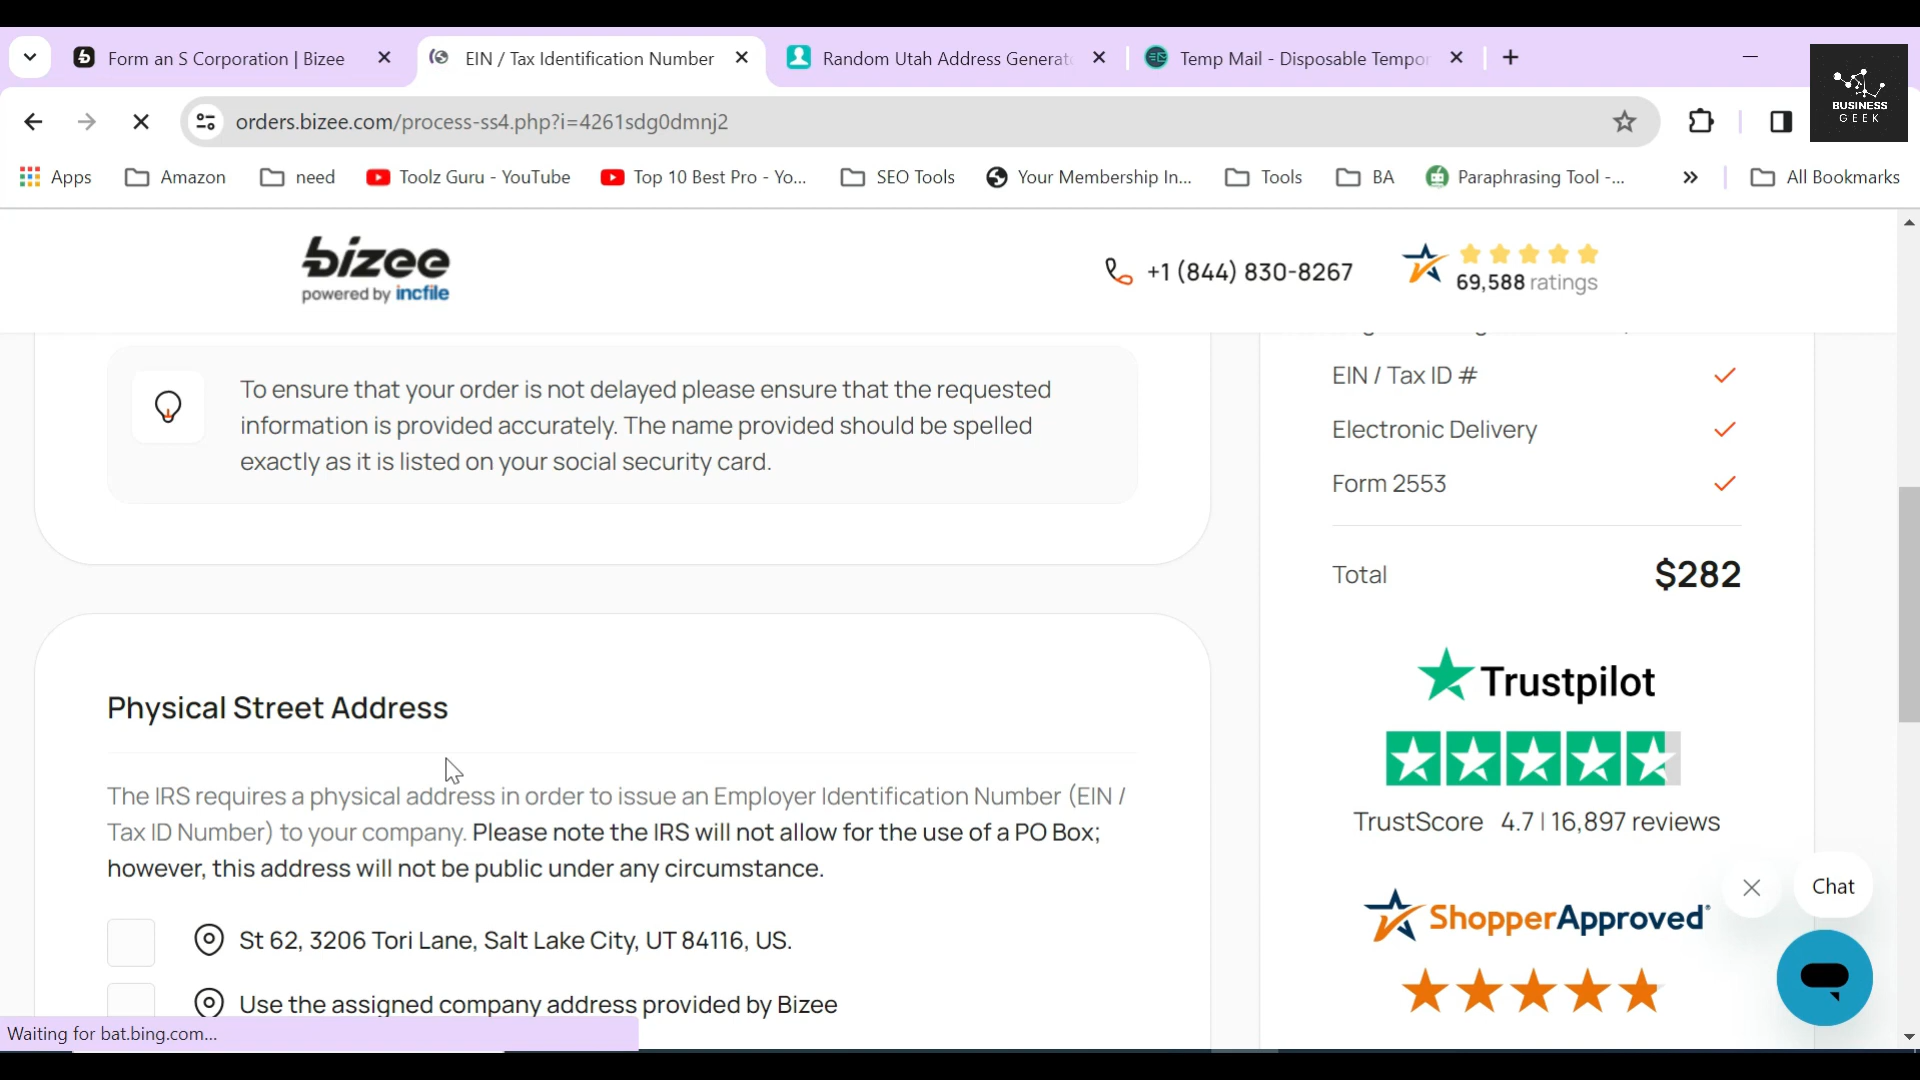 Form an S Corporation | Bizee
EIN / Tax Identification Number
Random Utah Address Generat
Temp Mail - Disposable Tempor
orders.bizee.com/process-ss4.php?i=4261sdg0dmnj2
BUSINESS
GEEK
Apps
Amazon
need
Toolz Guru - YouTube
Top 10 Best Pro - Yo...
SEO Tools
Your Membership In...
Tools
BA
Paraphrasing Tool -...
All Bookmarks
bizee
powered by incfile
+1 (844) 830-8267
69,588 ratings
To ensure that your order is not delayed please ensure that the requested
information is provided accurately. The name provided should be spelled
exactly as it is listed on your social security card.
EIN / Tax ID #
Electronic Delivery
Form 2553
Total
$282
Physical Street Address
The IRS requires a physical address in order to issue an Employer Identification Number (EIN /
Tax ID Number) to your company. Please note the IRS will not allow for the use of a PO Box;
however, this address will not be public under any circumstance.
St 62, 3206 Tori Lane, Salt Lake City, UT 84116, US.
Use the assigned company address provided by Bizee
Trustpilot
TrustScore 4.7 | 16,897 reviews
ShopperApproved
Chat
Waiting for bat.bing.com...